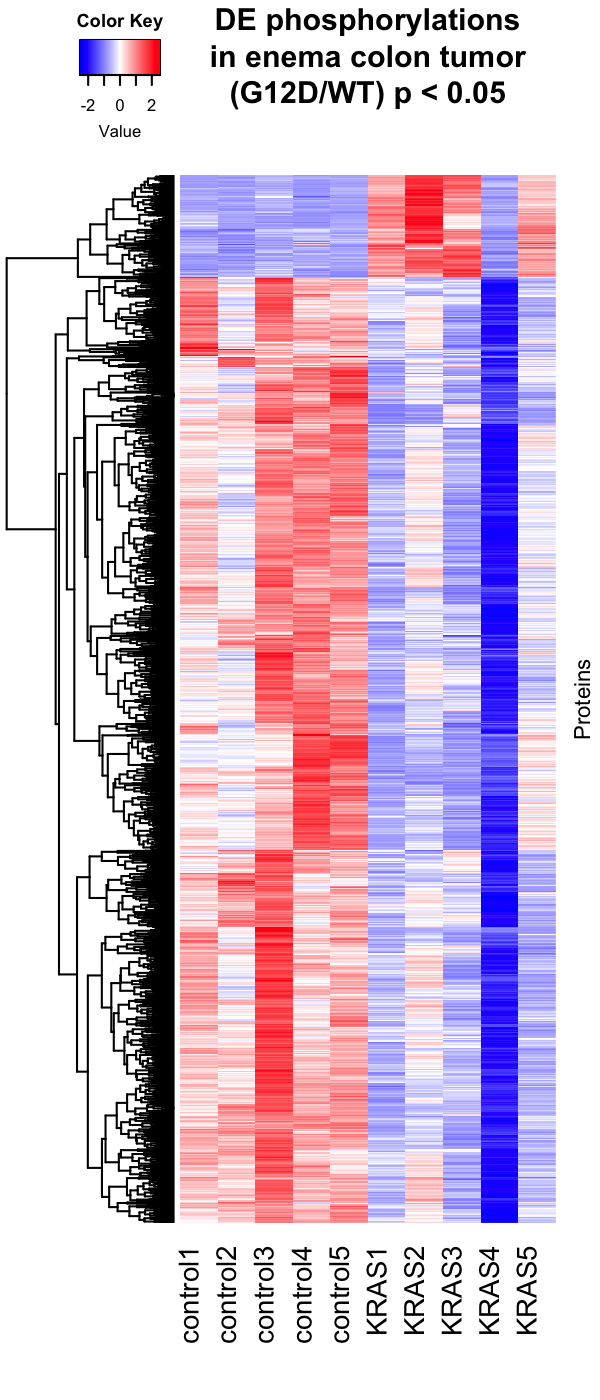 Color Key
-2 0 2
Value
DE phosphorylations
in enema colon tumor
(G12D/WT) p < 0.05
Proteins
control1
control2
control3
control4
control5
KRAS1
KRAS2
KRAS3
KRAS4
KRAS5